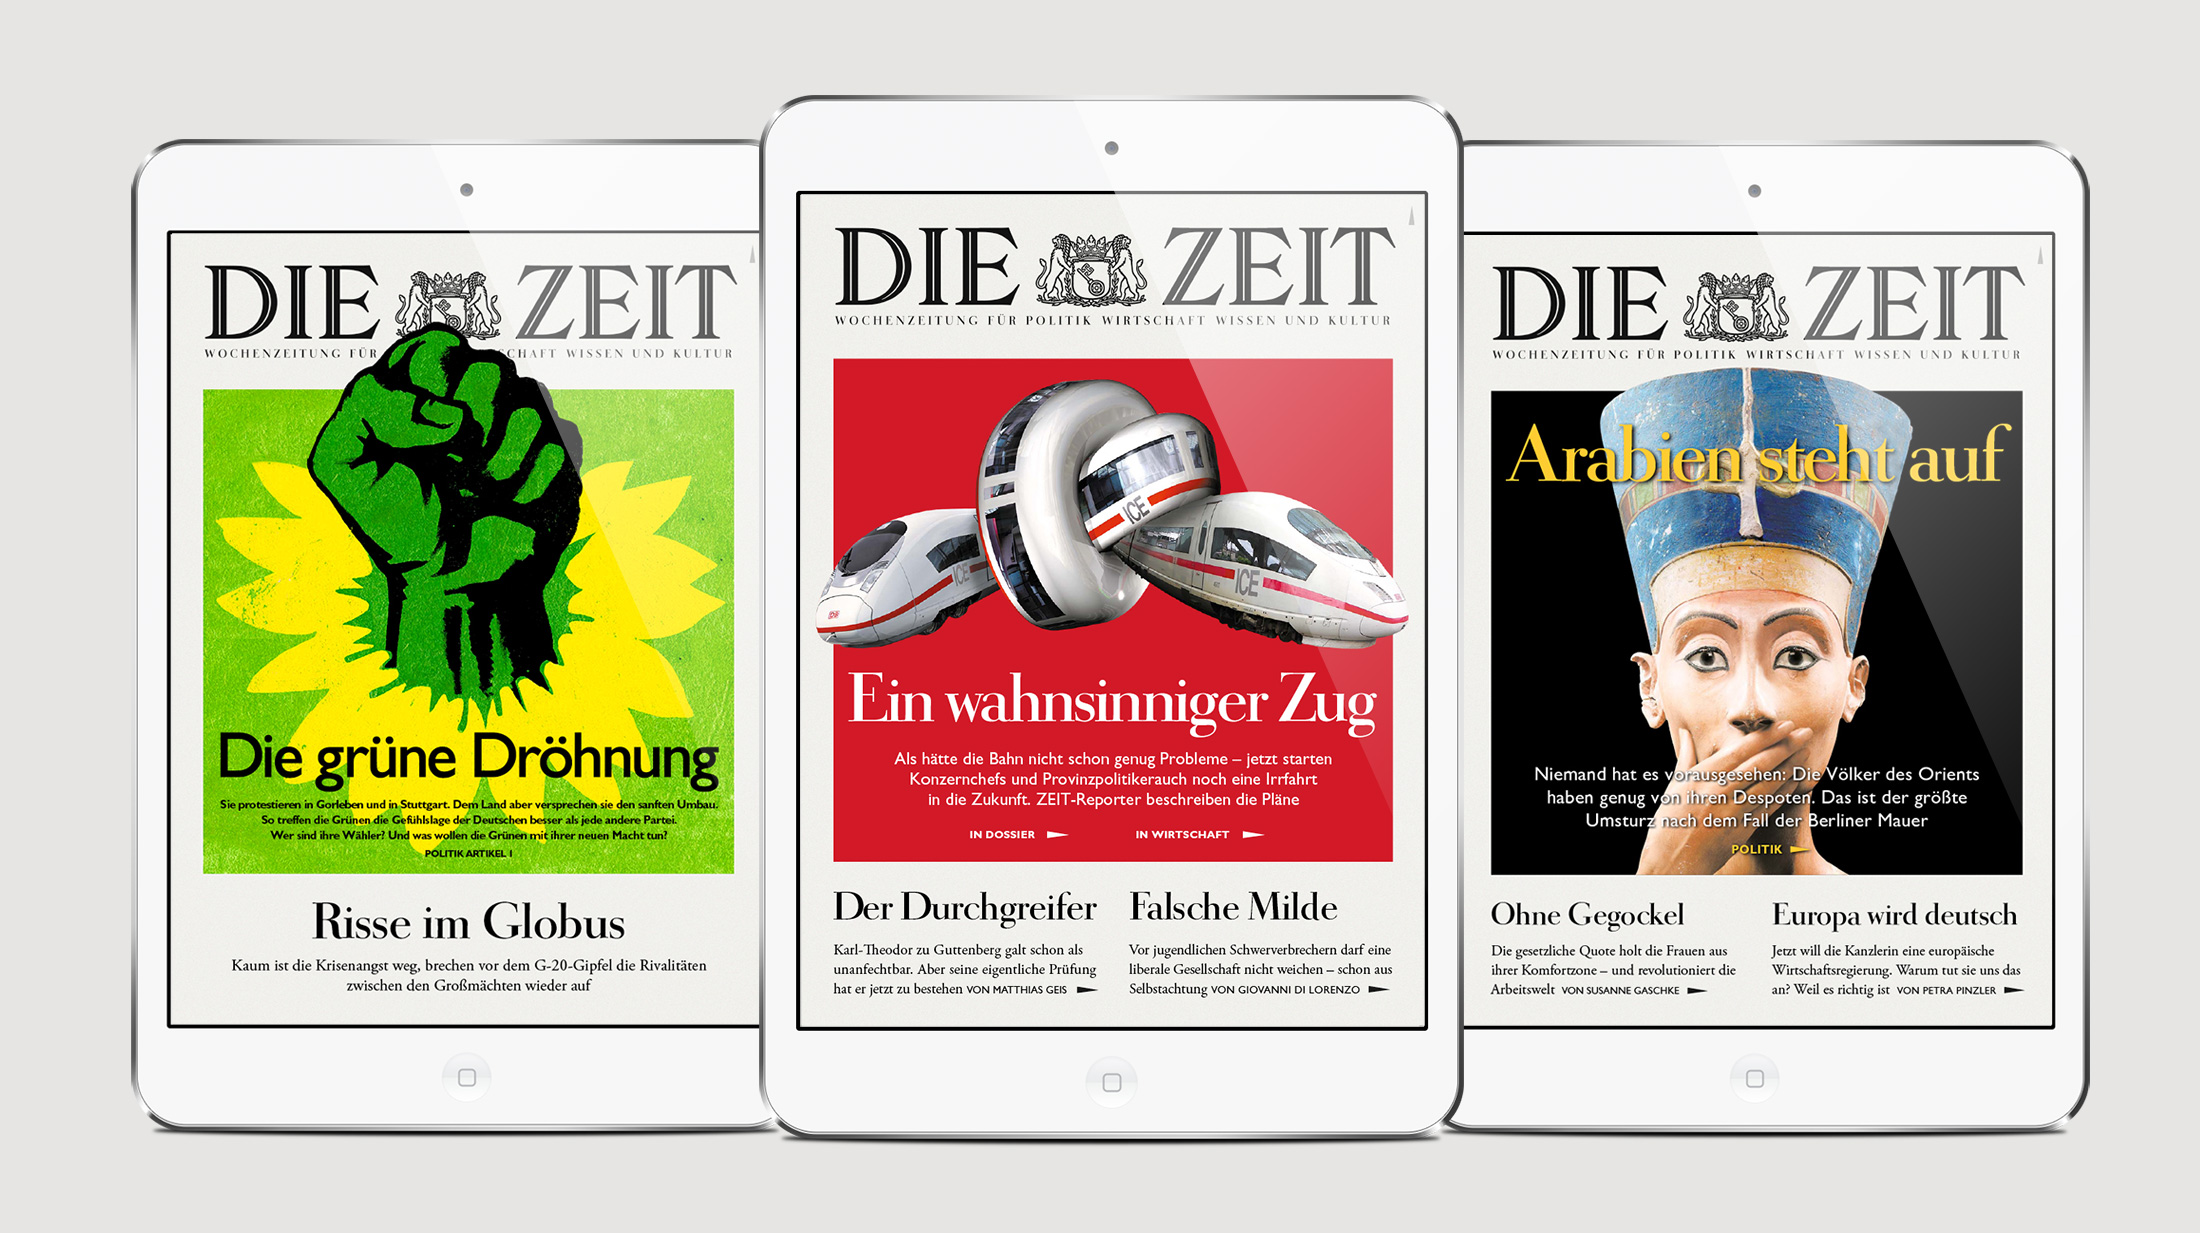 DIE ZEIT
WOCHENZEITUNG FÜR SCHAFT WISSEN UND KULTUR
Die grüne Dröhnung
Sie protestieren in Gorleben und in Stuttgart. Dem Land aber versprechen sie den sanften Umbau.
So treffen die Grünen die Gefühlslage der Deutschen besser als jede andere Partei.
Wer sind ihre Wähler? Und was wollen die Grünen mit ihrer neuen Macht tun?
POLITIK ARTIKEL 1
Risse im Globus
Kaum ist die Krisenangst weg, brechen vor dem G-20-Gipfel die Rivalitäten
zwischen den Großmächten wieder auf
DIE ZEIT
WOCHENZEITUNG FÜR POLITIK WIRTSCHAFT WISSEN UND KULTUR
ICE
ICE
ICE
DB
Ein wahnsinniger Zug
Als hätte die Bahn nicht schon genug Probleme – jetzt starten
Konzernchefs und Provinzpolitikerauch noch eine Irrfahrt
in die Zukunft. ZEIT-Reporter beschreiben die Pläne
IN DOSSIER
IN WIRTSCHAFT
Der Durchgreifer
Karl-Theodor zu Guttenberg galt schon als
unanfechtbar. Aber seine eigentliche Prüfung
hat er jetzt zu bestehen VON MATTHIAS GEIS
Falsche Milde
Vor jugendlichen Schwerverbrechern darf eine
liberale Gesellschaft nicht weichen – schon aus
Selbstachtung VON GIOVANNI DI LORENZO
DIE ZEIT
WOCHENZEITUNG FÜR POLITIK WIRTSCHAFT WISSEN UND KULTUR
Arabien steht auf
Niemand hat es vorausgesehen: Die Völker des Orients
haben genug von ihren Despoten. Das ist der größte
Umsturz nach dem Fall der Berliner Mauer
POLITIK
Ohne Gegockel
Die gesetzliche Quote holt die Frauen aus
ihrer Komfortzone – und revolutioniert die
Arbeitswelt VON SUSANNE GASCHKE
Europa wird deutsch
Jetzt will die Kanzlerin eine europäische
Wirtschaftsregierung. Warum tut sie uns das
an? Weil es richtig ist VON PETRA PINZLER